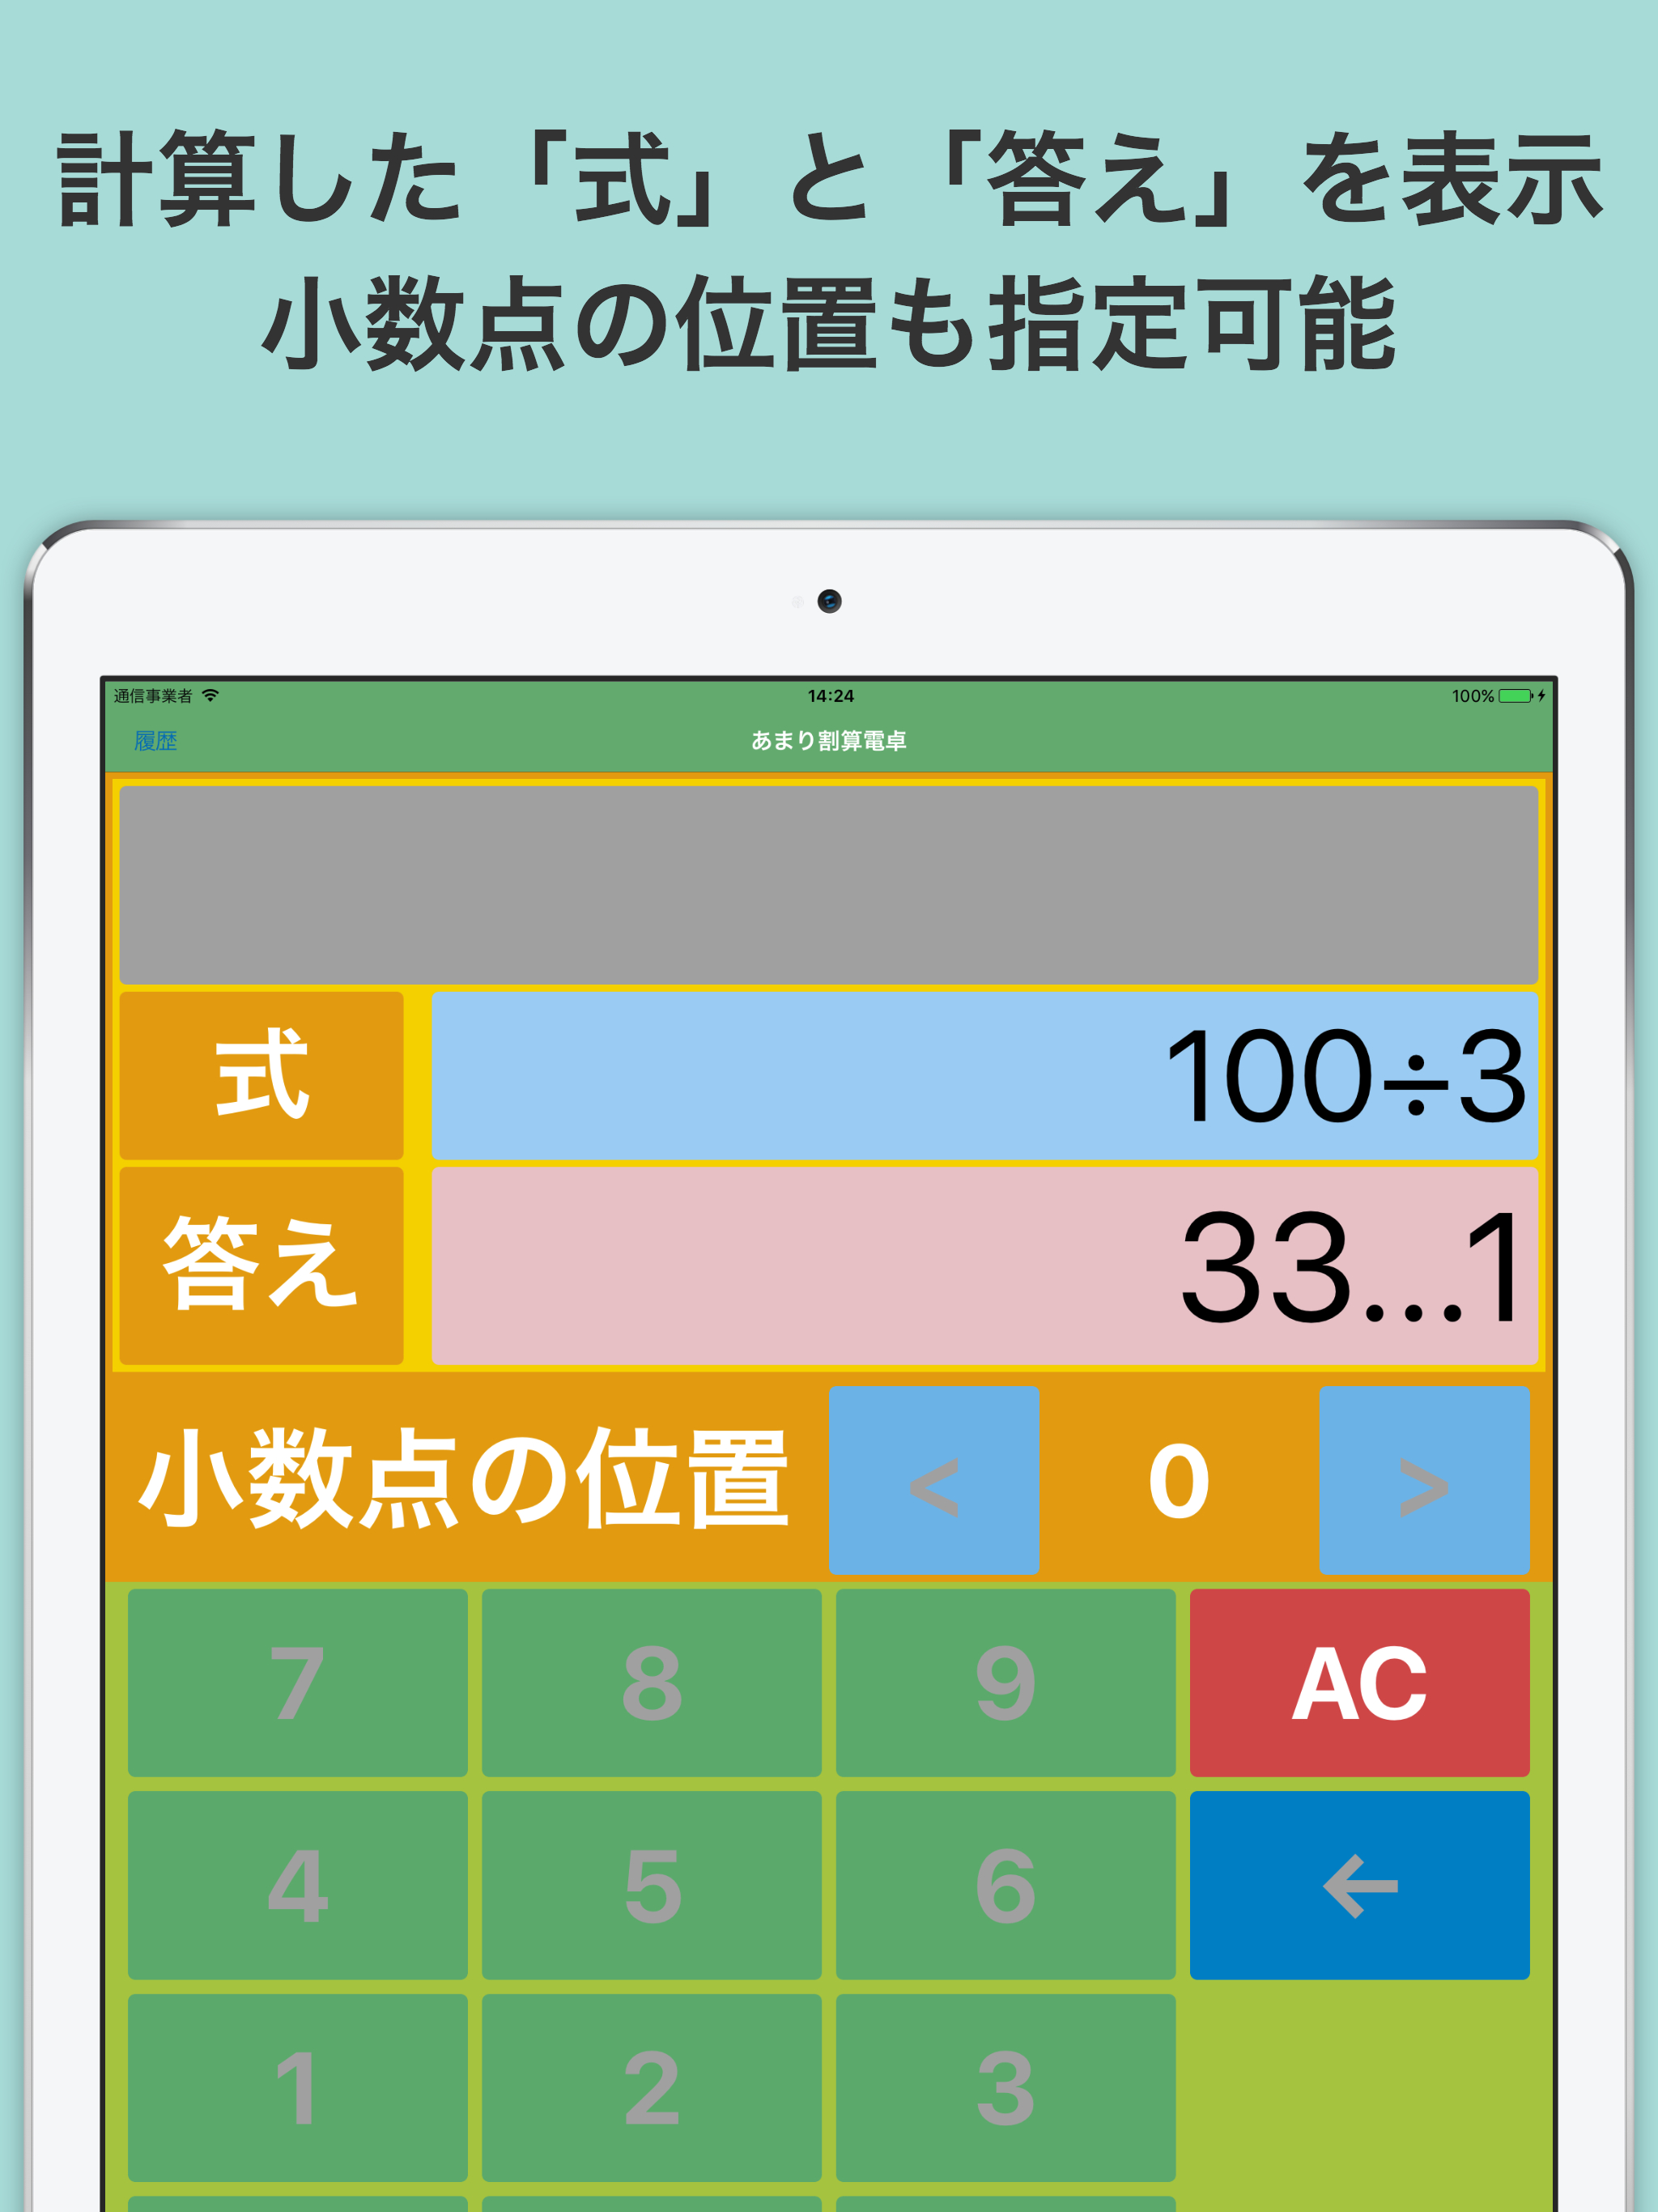 計算した「式」と「答え」を表示
小数点の位置も指定可能
通信事業者 14:24 100%
履歴 あまり割算電卓
式 100÷3
答え 33...1
小数点の位置 < 0 >
7 8 9 AC
4 5 6 ←
1 2 3